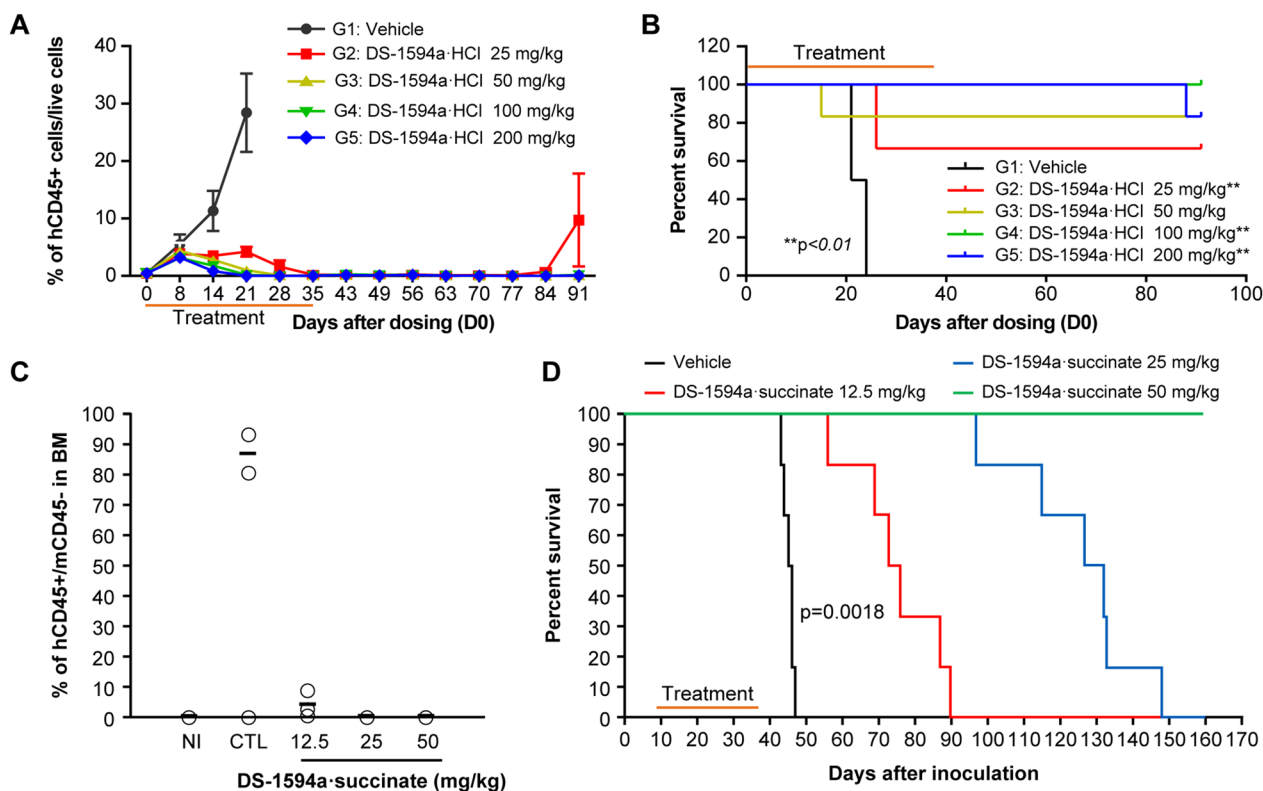 A
% of hCD45+ cells/live cells
40
30
20
10
0
G1: Vehicle
G2: DS-1594a·HCl 25 mg/kg
G3: DS-1594a·HCl 50 mg/kg
G4: DS-1594a·HCl 100 mg/kg
G5: DS-1594a·HCl 200 mg/kg
0 8 14 21 28 35 43 49 56 63 70 77 84 91
Treatment
Days after dosing (D0)
B
Percent survival
120
100
80
60
40
20
0
Treatment
G1: Vehicle
G2: DS-1594a·HCl 25 mg/kg**
G3: DS-1594a·HCl 50 mg/kg
G4: DS-1594a·HCl 100 mg/kg**
G5: DS-1594a·HCl 200 mg/kg**
**p<0.01
0 20 40 60 80 100
Days after dosing (D0)
C
% of hCD45+/mCD45- in BM
100
90
80
70
60
50
40
30
20
10
0
NI CTL 12.5 25 50
DS-1594a·succinate (mg/kg)
D
Vehicle
DS-1594a·succinate 12.5 mg/kg
DS-1594a·succinate 25 mg/kg
DS-1594a·succinate 50 mg/kg
Percent survival
100
90
80
70
60
50
40
30
20
10
0
p=0.0018
Treatment
0 10 20 30 40 50 60 70 80 90 100 110 120 130 140 150 160 170
Days after inoculation